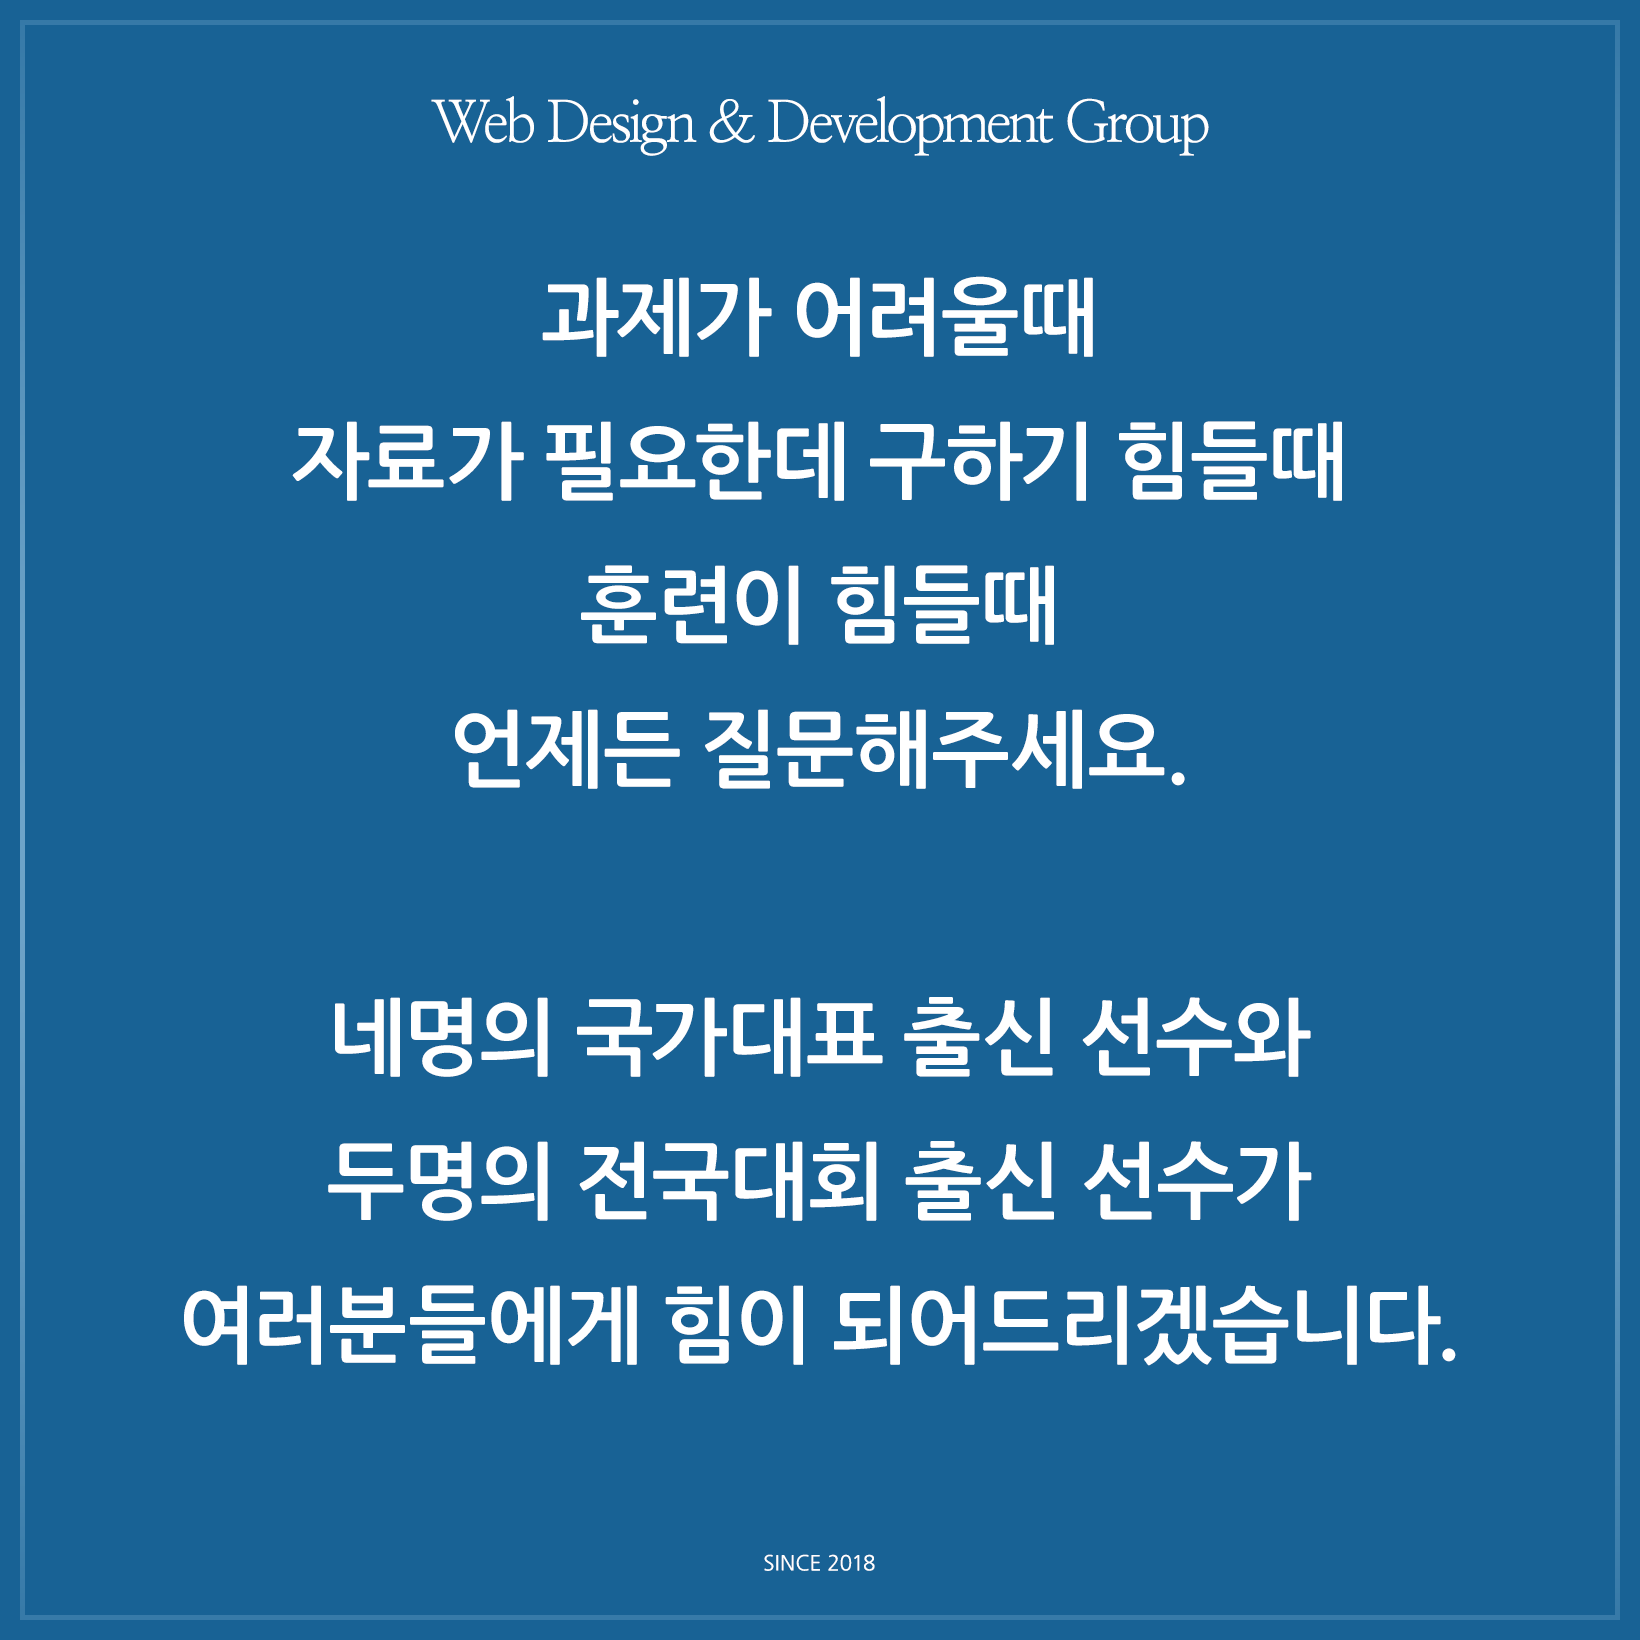 Web Design & Development Group
과제가 어려울때
자료가 필요한데 구하기 힘들때
훈련이 힘들때
언제든 질문해주세요.
네명의 국가대표 출신 선수와
두명의 전국대회 출신 선수가
여러분들에게 힘이 되어드리겠습니다.
SINCE 2018